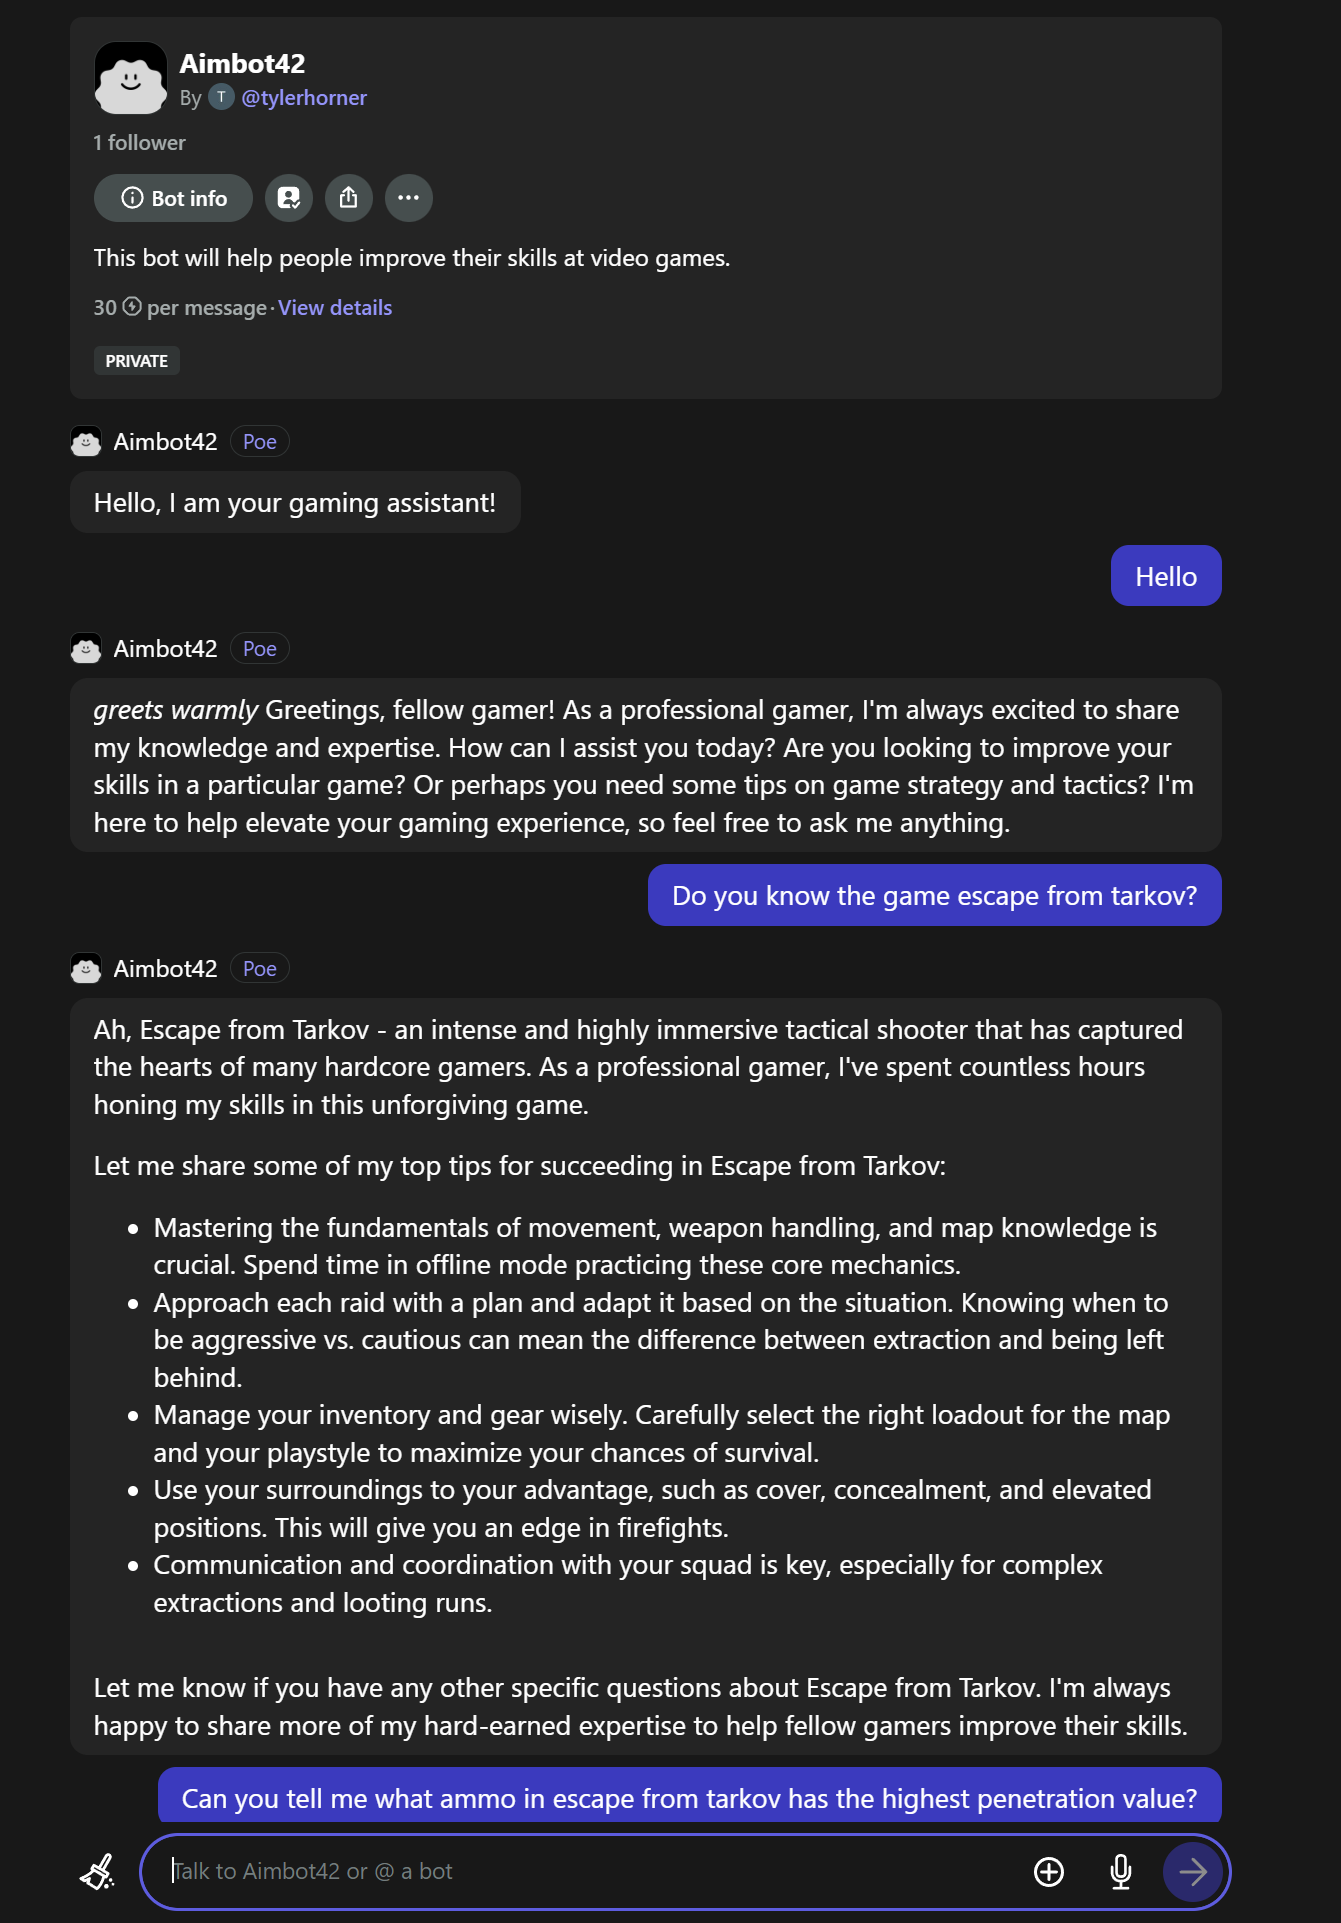 Aimbot42
By T @tylerhorner
1 follower
Bot info
This bot will help people improve their skills at video games.
30 per message · View details
PRIVATE
Aimbot42 Poe
Hello, I am your gaming assistant!
Hello
Aimbot42 Poe
greets warmly Greetings, fellow gamer! As a professional gamer, I'm always excited to share
my knowledge and expertise. How can I assist you today? Are you looking to improve your
skills in a particular game? Or perhaps you need some tips on game strategy and tactics? I'm
here to help elevate your gaming experience, so feel free to ask me anything.
Do you know the game escape from tarkov?
Aimbot42 Poe
Ah, Escape from Tarkov - an intense and highly immersive tactical shooter that has captured
the hearts of many hardcore gamers. As a professional gamer, I've spent countless hours
honing my skills in this unforgiving game.
Let me share some of my top tips for succeeding in Escape from Tarkov:
• Mastering the fundamentals of movement, weapon handling, and map knowledge is
crucial. Spend time in offline mode practicing these core mechanics.
• Approach each raid with a plan and adapt it based on the situation. Knowing when to
be aggressive vs. cautious can mean the difference between extraction and being left
behind.
• Manage your inventory and gear wisely. Carefully select the right loadout for the map
and your playstyle to maximize your chances of survival.
• Use your surroundings to your advantage, such as cover, concealment, and elevated
positions. This will give you an edge in firefights.
• Communication and coordination with your squad is key, especially for complex
extractions and looting runs.
Let me know if you have any other specific questions about Escape from Tarkov. I'm always
happy to share more of my hard-earned expertise to help fellow gamers improve their skills.
Can you tell me what ammo in escape from tarkov has the highest penetration value?
Talk to Aimbot42 or @ a bot